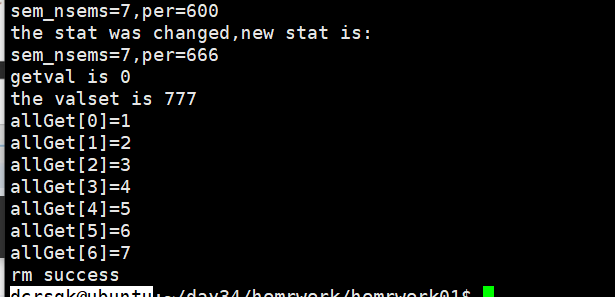 sem_nsems=7,per=600
the stat was changed,new stat is:
sem_nsems=7,per=666
getval is 0
the valset is 777
allGet[0]=1
allGet[1]=2
allGet[2]=3
allGet[3]=4
allGet[4]=5
allGet[5]=6
allGet[6]=7
rm success
dcrsgk@ubuntu:~/day34/homrwork/homrwork01$